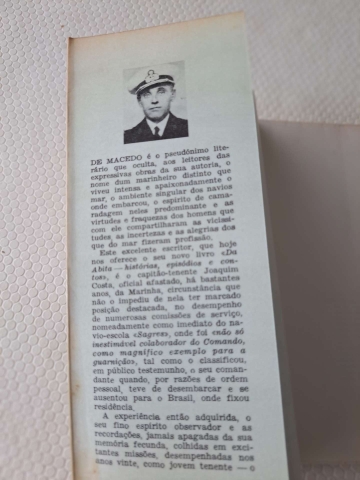 DE MACEDO é o pseudónimo lite-
rário que oculta, aos leitores das
expressivas obras da sua autoria, o
nome dum marinheiro distinto que
viveu intensa e apaixonadamente o
mar, o ambiente singular dos navios
onde embarcou, o espírito de cama-
radagem neles predominante e as
virtudes e fraquezas dos homens que
com ele compartilharam as vicissi-
tudes, as incertezas e as alegrias dos
que do mar fizeram profissão.
Este excelente escritor, que hoje
nos oferece o seu novo livro «Da
Bita — histórias, episódios e con-
tos», é o capitão-tenente Joaquim
Costa, oficial afastado, há bastantes
anos, da Marinha, circunstância que
não o impediu de nela ter marcado
posição destacada, no desempenho
de numerosas comissões de serviço,
nomeadamente como imediato do na-
vio-escola «Sagres», onde foi «não só
inestimável colaborador do Comando,
como magnífico exemplo para a
guarnição», tal como o classificou,
em público testemunho, o seu coman-
dante quando, por razões de ordem
pessoal, teve de desembarcar e se
ausentou para o Brasil, onde fixou
residência.
A experiência então adquirida, o
seu fino espírito observador e as
recordações, jamais apagadas da sua
memória fecunda, colhidas em exci-
tantes missões, desempenhadas nos
anos vinte, como jovem tenente — o